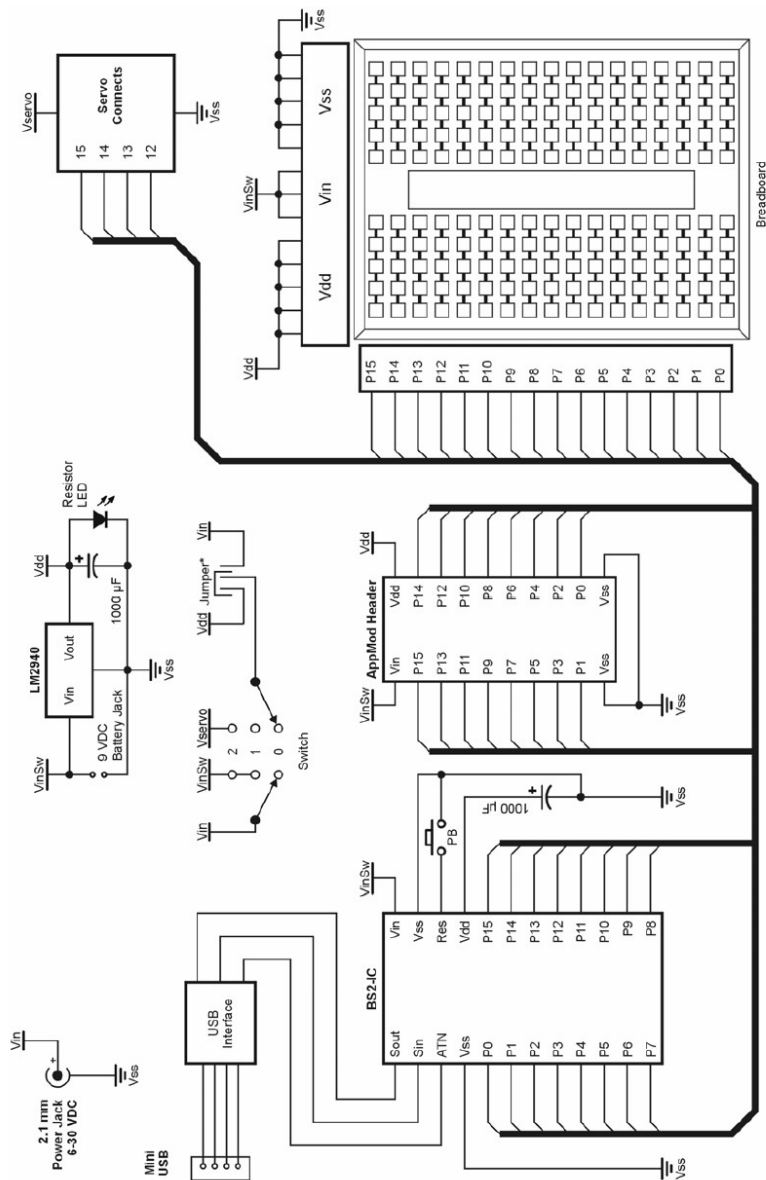 Vservo
Servo
Connects
15
14
13
12
Vss
Vss
Vss
VinSw
Vin
Vdd
Vdd
Breadboard
P15
P14
P13
P12
P11
P10
P9
P8
P7
P6
P5
P4
P3
P2
P1
P0
LM2940
Vin
Vout
VinSw
9 VDC
Battery Jack
Vss
Vdd
+
1000 µF
Resistor
LED
Vin
VinSw
Vservo
2
1
0
Switch
Vdd
Jumper*
Vin
AppMod Header
VinSw
Vdd
Vin
Vdd
P15
P14
P13
P12
P11
P10
P9
P8
P7
P6
P5
P4
P3
P2
P1
P0
Vss
Vss
Vss
Vin
2.1 mm
Power Jack
6-30 VDC
+
Vss
Mini
USB
USB
Interface
BS2-IC
VinSw
Sout
Vin
Sin
Vss
ATN
Res
Vss
Vdd
P0
P15
P1
P14
P2
P13
P3
P12
P4
P11
P5
P10
P6
P9
P7
P8
PB
+
1000 µF
Vss
Vss